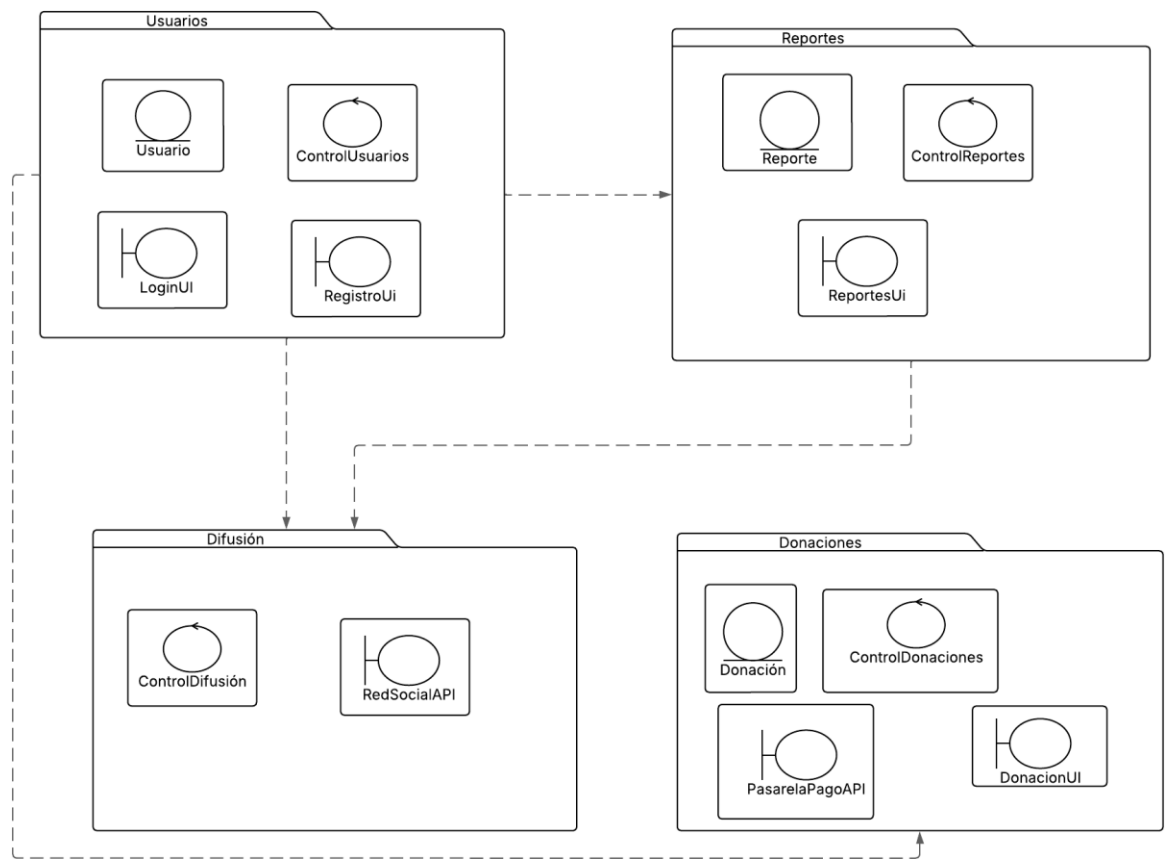 Usuarios
Usuario
ControlUsuarios
LoginUI
RegistroUi
Reportes
Reporte
ControlReportes
ReportesUi
Difusión
ControlDifusión
RedSocialAPI
Donaciones
Donación
ControlDonaciones
PasarelaPagoAPI
DonacionUI